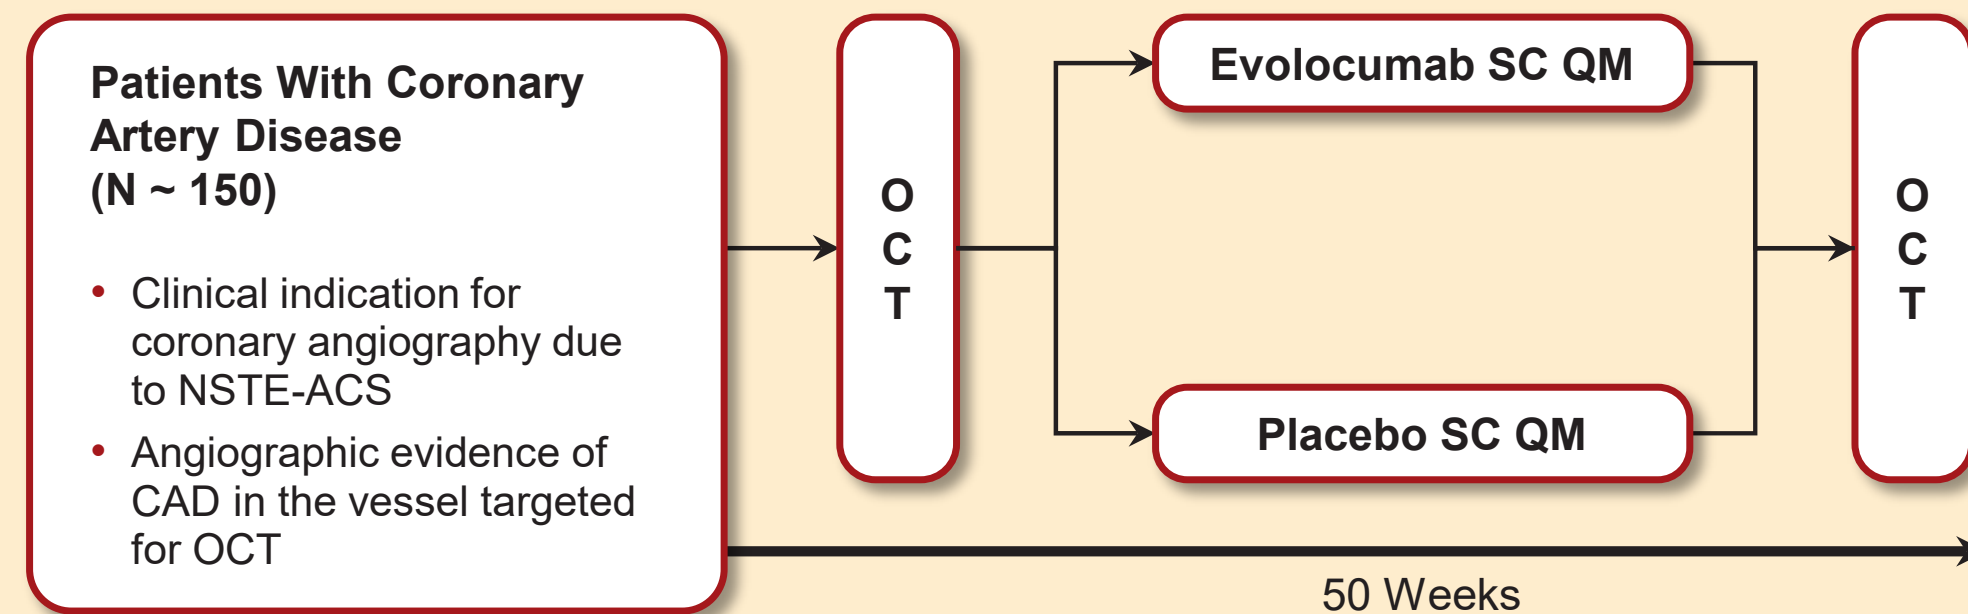 Patients With Coronary
Artery Disease
(N ~ 150)
• Clinical indication for
coronary angiography due
to NSTE-ACS
• Angiographic evidence of
CAD in the vessel targeted
for OCT
O
C
T
Evolocumab SC QM
Placebo SC QM
O
C
T
50 Weeks